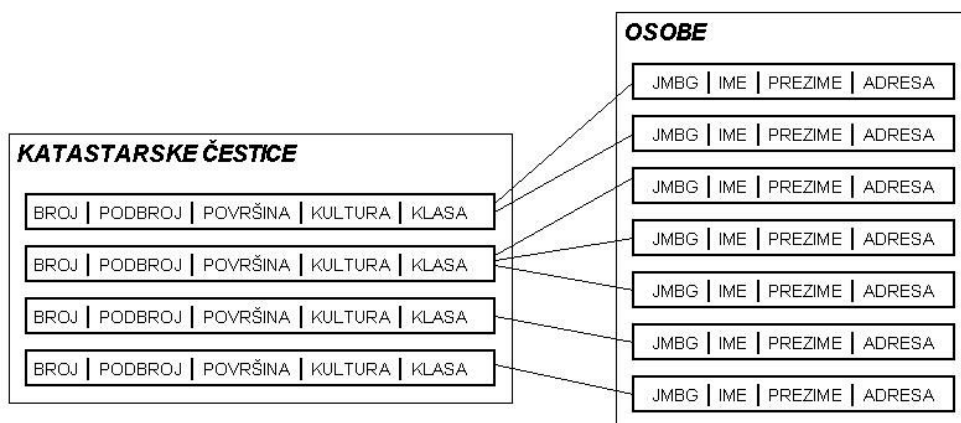 KATASTARSKE ČESTICE
BROJ | PODBROJ | POVRŠINA | KULTURA | KLASA
BROJ | PODBROJ | POVRŠINA | KULTURA | KLASA
BROJ | PODBROJ | POVRŠINA | KULTURA | KLASA
BROJ | PODBROJ | POVRŠINA | KULTURA | KLASA
OSOBE
JMBG | IME | PREZIME | ADRESA
JMBG | IME | PREZIME | ADRESA
JMBG | IME | PREZIME | ADRESA
JMBG | IME | PREZIME | ADRESA
JMBG | IME | PREZIME | ADRESA
JMBG | IME | PREZIME | ADRESA
JMBG | IME | PREZIME | ADRESA